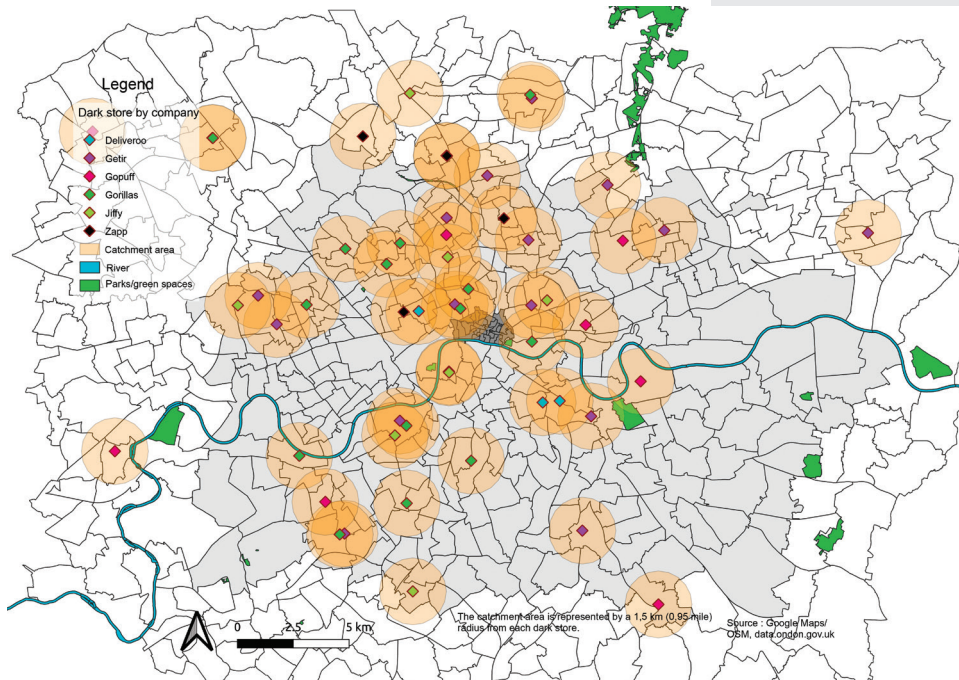 Legend
Dark store by company
Deliveroo
Getir
Gopuff
Gorillas
Jiffy
Zapp
Catchment area
River
Parks/green spaces
0 2.5 5 km
The catchment area is represented by a 1,5 km (0,95 mile)
radius from each dark store.
Source : Google Maps/
OSM, data.ondon.gov.uk